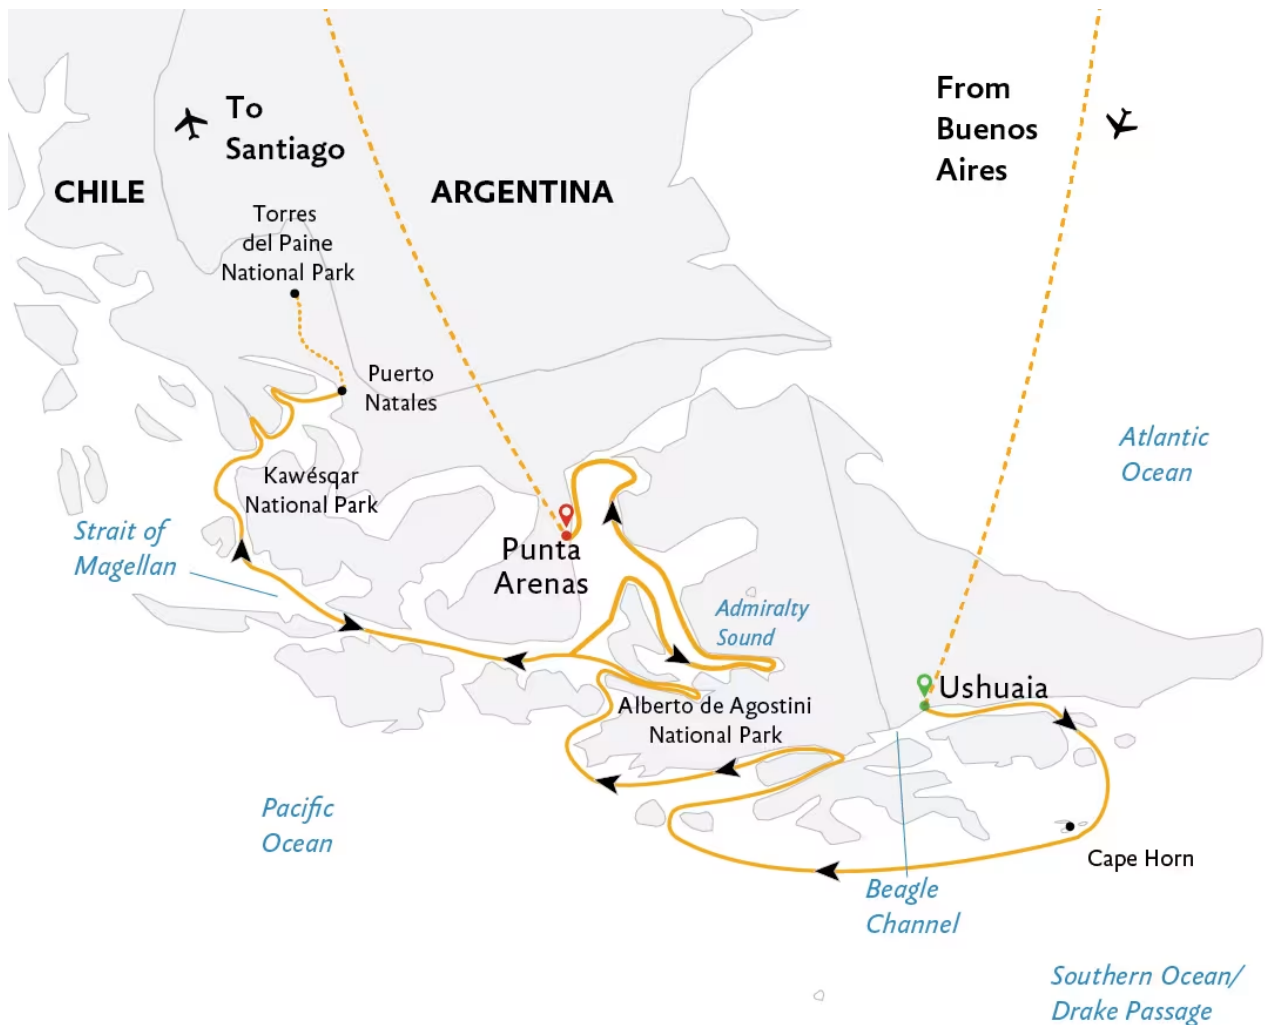 To
Santiago
From
Buenos
Aires
CHILE
ARGENTINA
Torres
del Paine
National Park
Puerto
Natales
Atlantic
Ocean
Kawésqar
National Park
Strait of
Magellan
Punta
Arenas
Admiralty
Sound
Ushuaia
Alberto de Agostini
National Park
Pacific
Ocean
Cape Horn
Beagle
Channel
Southern Ocean/
Drake Passage